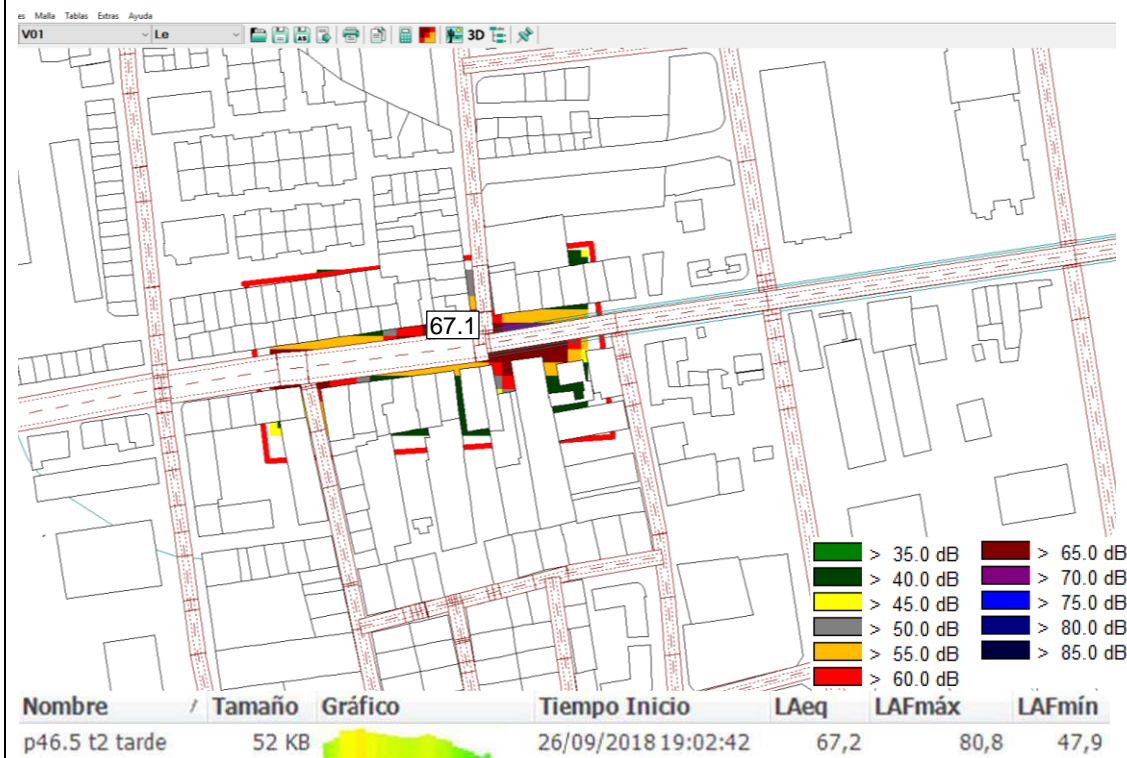 es Malla Tablas Extras Ayuda
V01 Le AS 3D
67.1
> 35.0 dB > 65.0 dB
> 40.0 dB > 70.0 dB
> 45.0 dB > 75.0 dB
> 50.0 dB > 80.0 dB
> 55.0 dB > 85.0 dB
> 60.0 dB
Nombre / Tamaño Gráfico Tiempo Inicio LAeq LAFmáx LAFmín
p46.5 t2 tarde 52 KB 26/09/2018 19:02:42 67,2 80,8 47,9